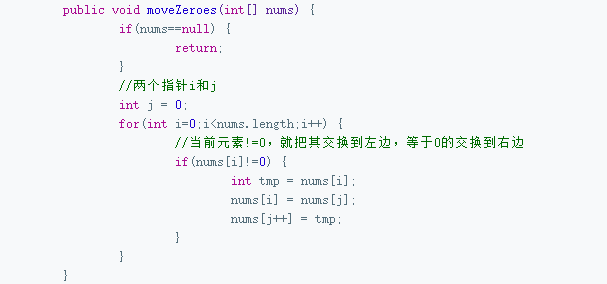 public void moveZeroes(int[] nums) {
if(nums==null) {
return;
}
//两个指针i和j
int j = 0;
for(int i=0;i<nums.length;i++) {
//当前元素!=0，就把其交换到左边，等于0的交换到右边
if(nums[i]!=0) {
int tmp = nums[i];
nums[i] = nums[j];
nums[j++] = tmp;
}
}
}